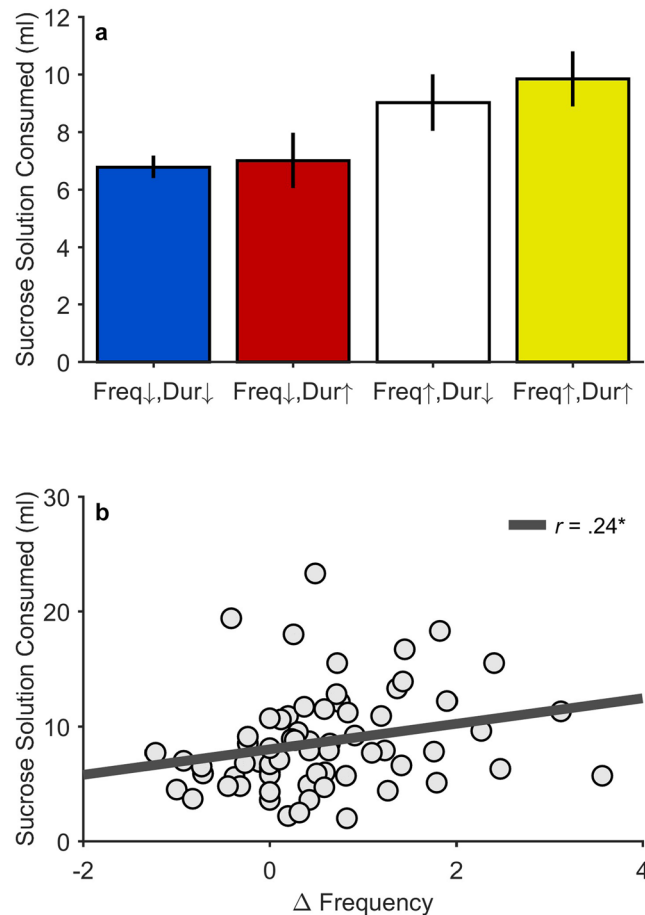 a
Sucrose Solution Consumed (ml)
12
10
8
6
4
2
0
Freq↓,Dur↓ Freq↓,Dur↑ Freq↑,Dur↓ Freq↑,Dur↑
b
Sucrose Solution Consumed (ml)
30
20
10
0
r = .24*
-2 0 2 4
Δ Frequency